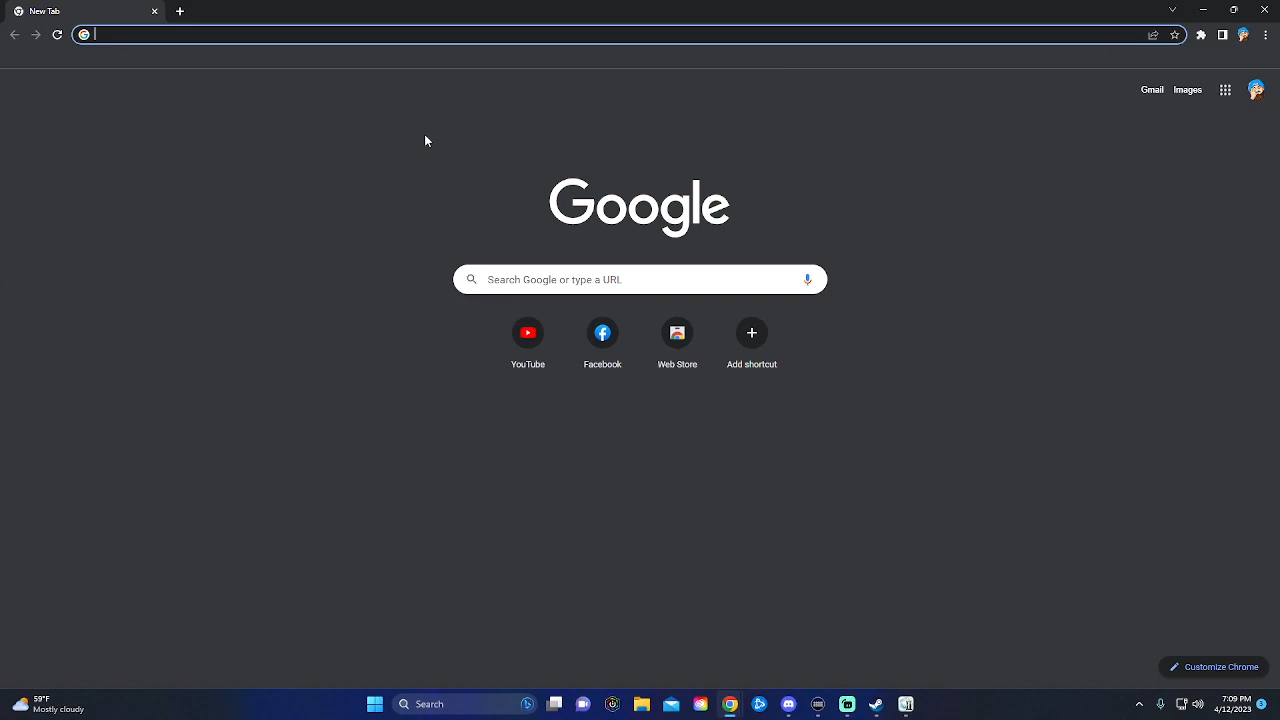 New Tab
Gmail Images
Google
Search Google or type a URL
YouTube Facebook Web Store Add shortcut
Customize Chrome
59°F
Mostly cloudy
Search
7:09 PM
4/12/2023
3